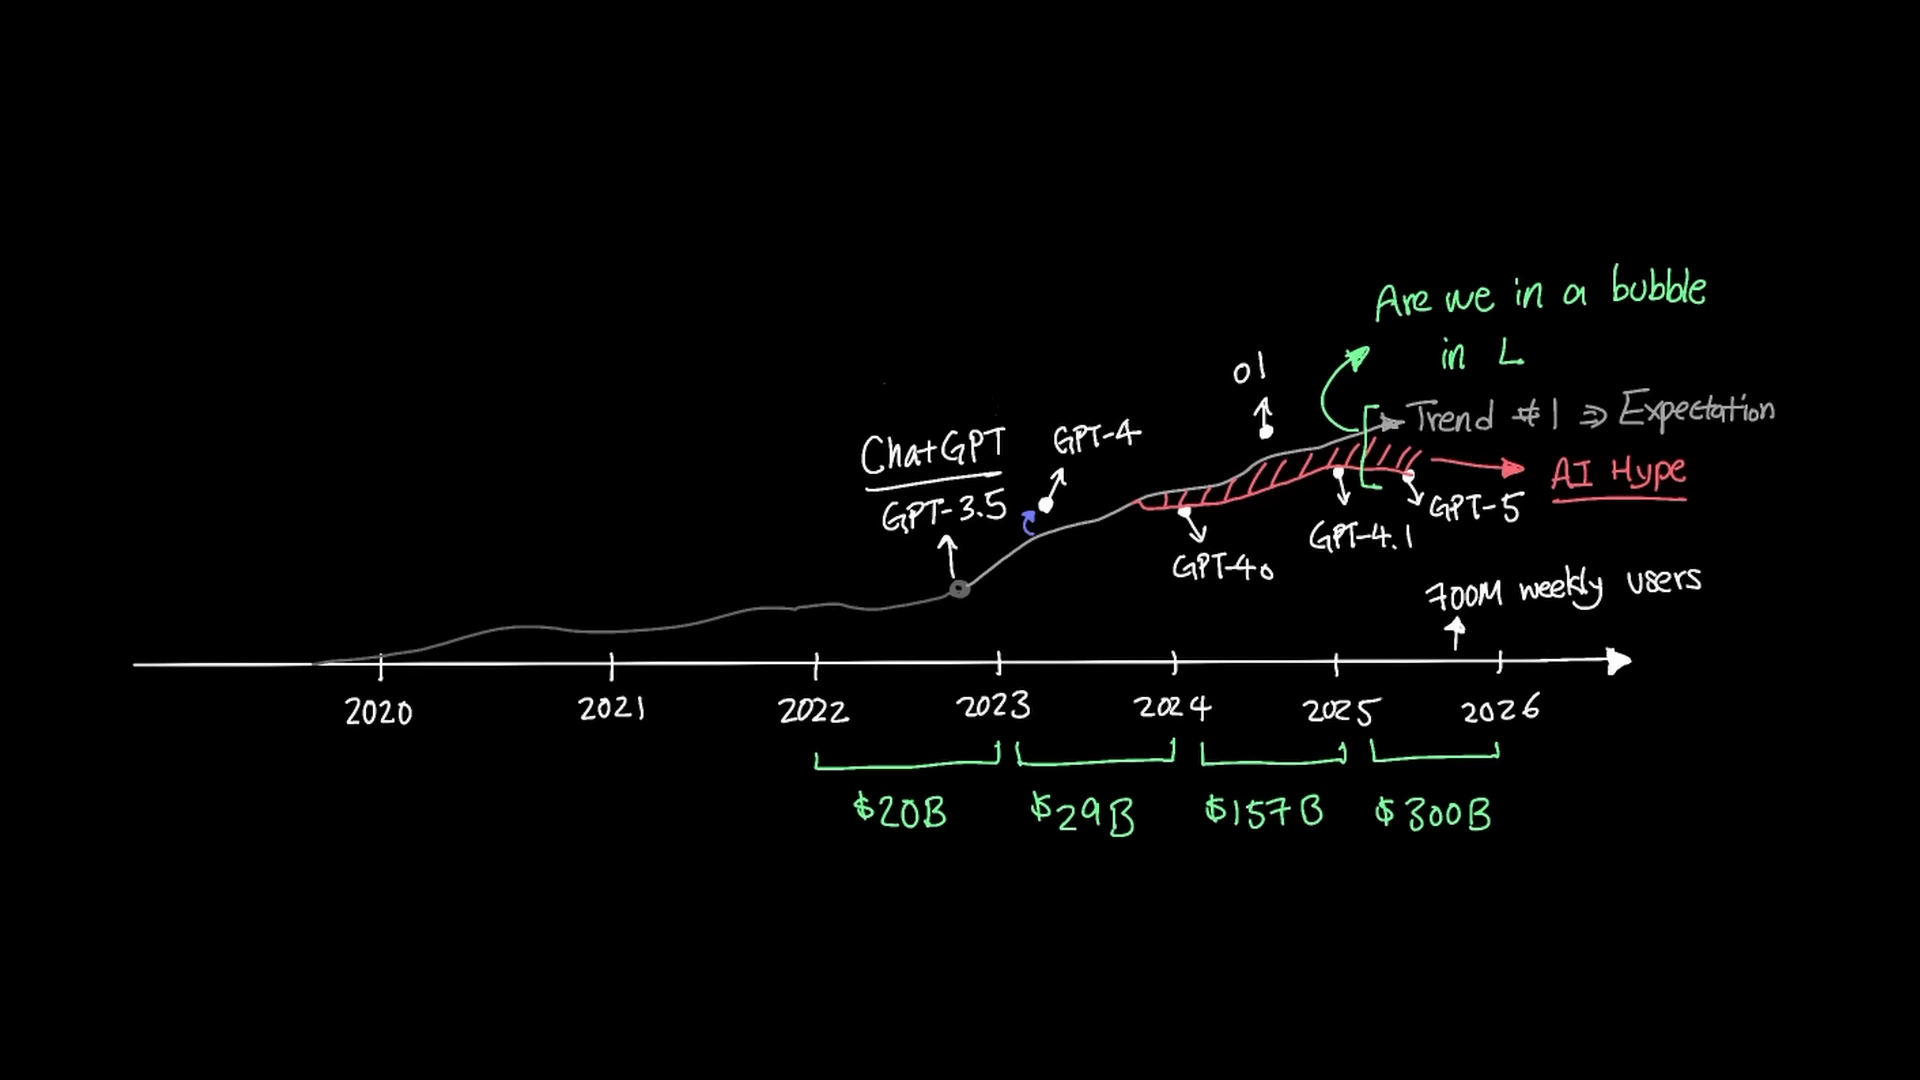 Are we in a bubble
in L
o1
Trend #1 ⇒ Expectation
ChatGPT
GPT-4
AI Hype
GPT-3.5
GPT-5
GPT-4.1
GPT-4o
700M weekly users
2020 2021 2022 2023 2024 2025 2026
$20B $29B $157B $300B